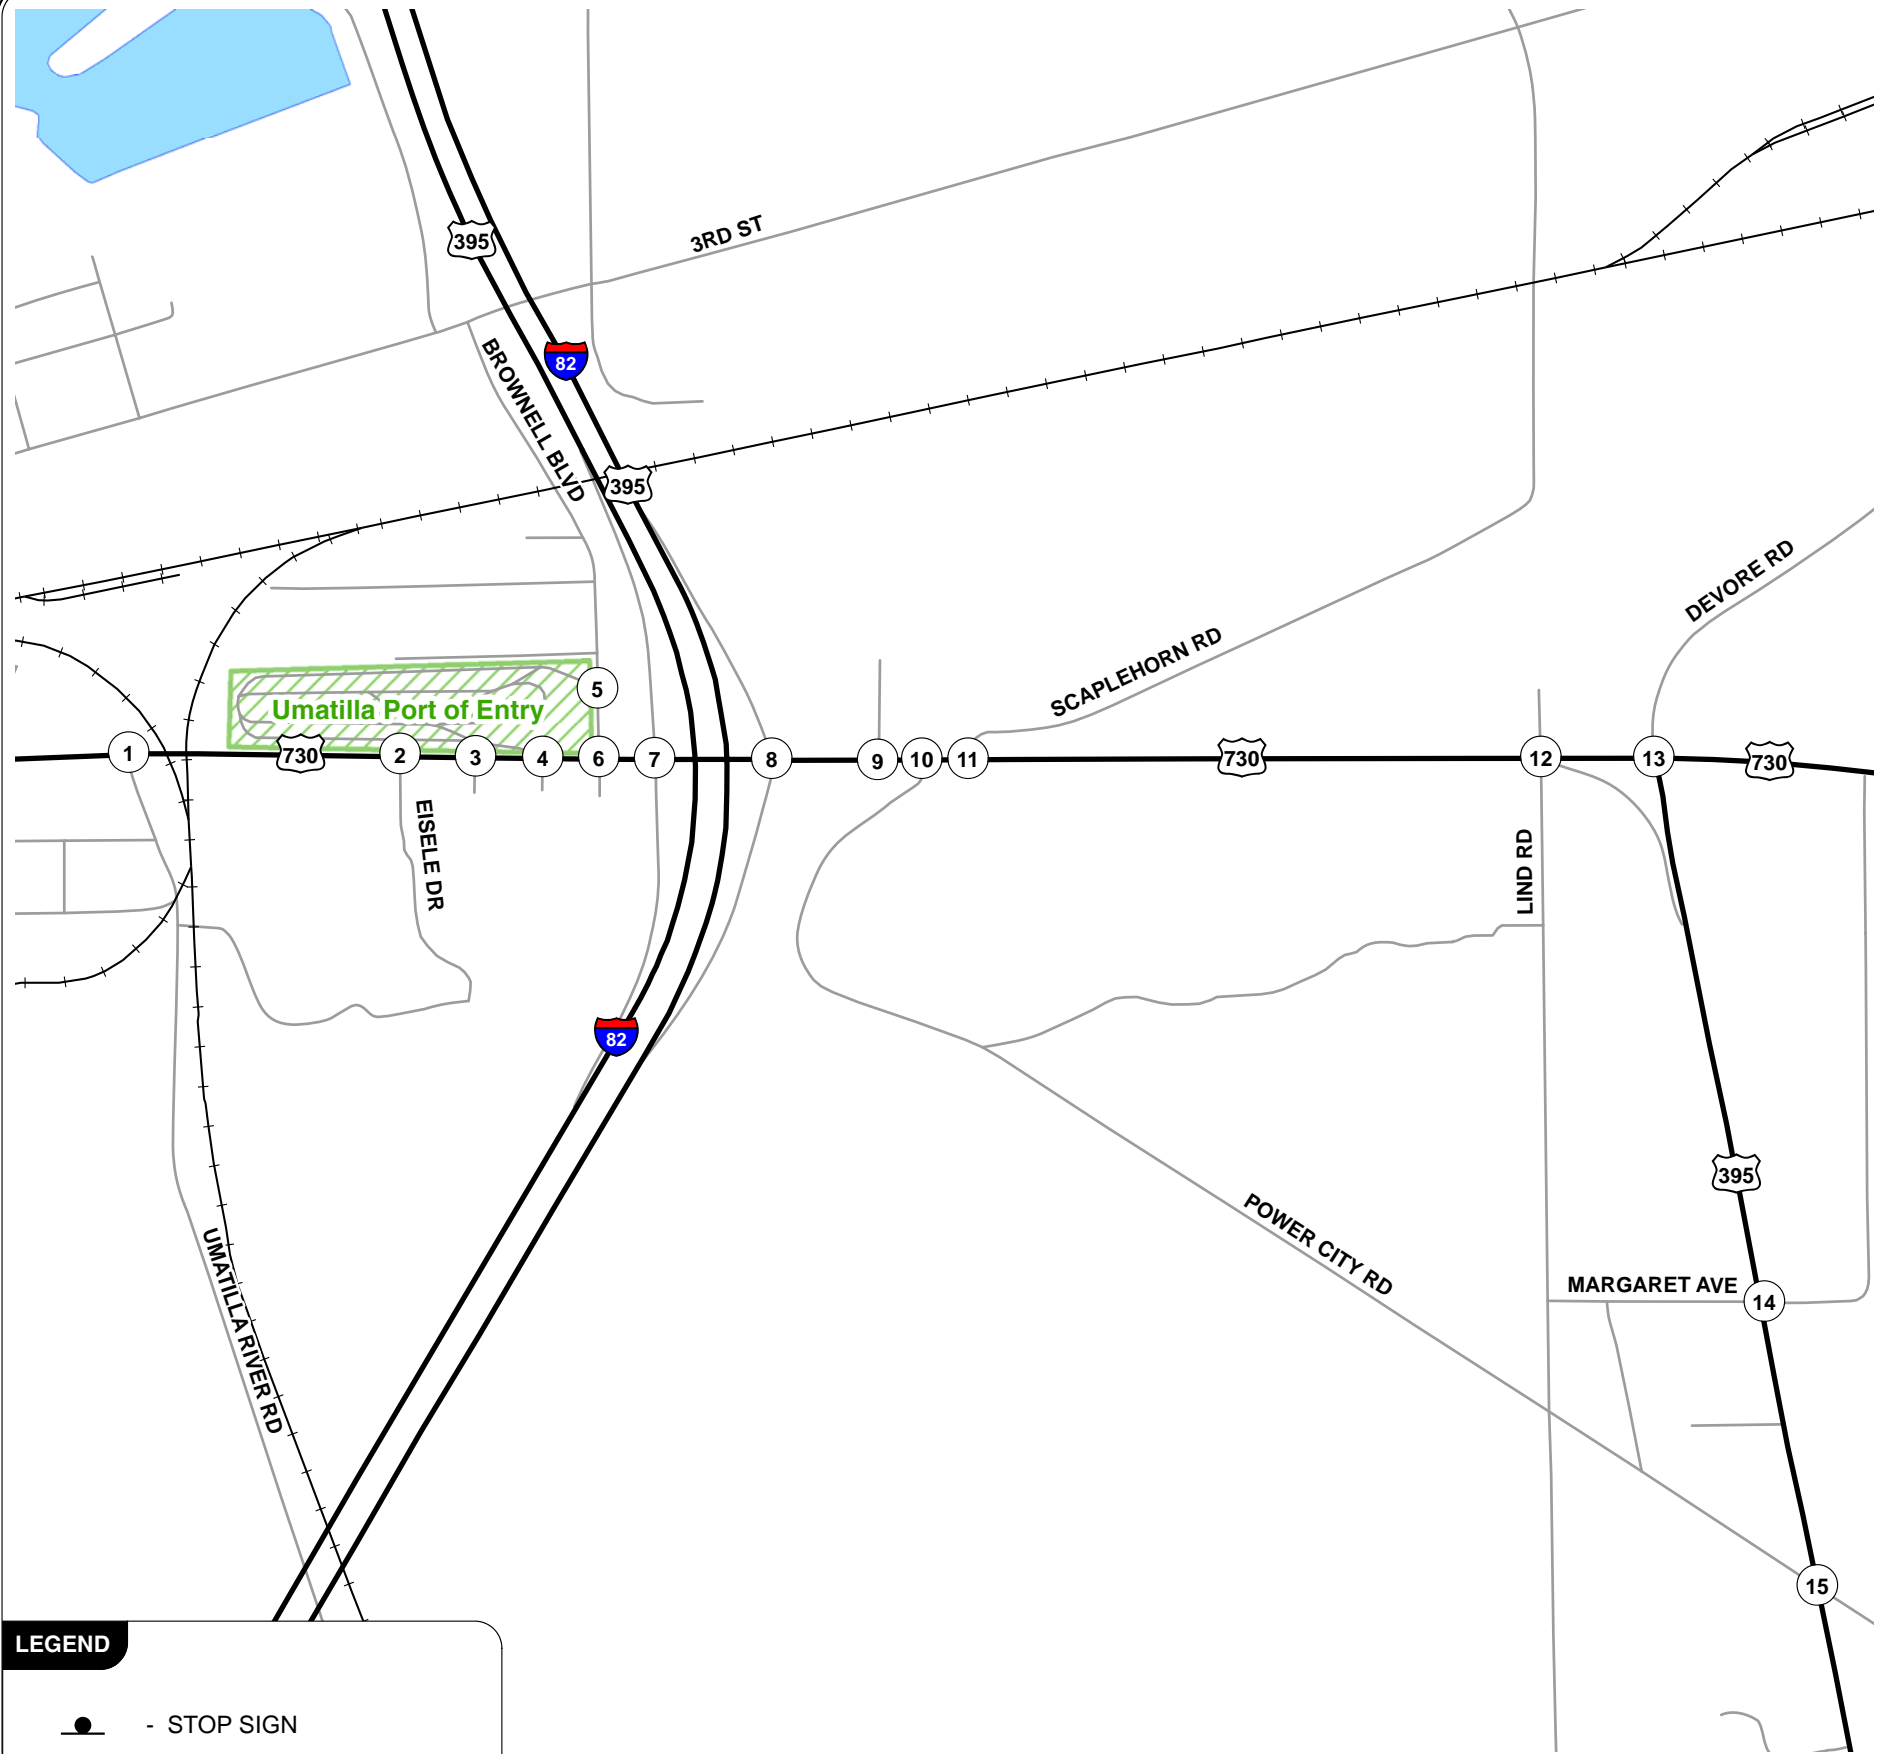 395
3RD ST
82
BROWNELL BLVD
395
DEVORE RD
SCAPLEHORN RD
5
Umatilla Port of Entry
1
730
2
3
4
6
7
8
9
10
11
730
12
13
730
EISELE DR
LIND RD
82
395
POWER CITY RD
MARGARET AVE
14
UMATILLA RIVER RD
15
LEGEND
- STOP SIGN